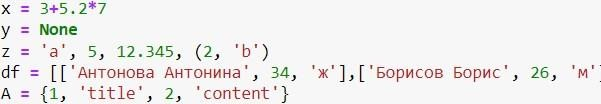 x = 3+5.2*7
y = None
z = 'a', 5, 12.345, (2, 'b')
df = [['Антонова Антонина', 34, 'ж'],['Борисов Борис', 26, 'м'
A = {1, 'title', 2, 'content'}